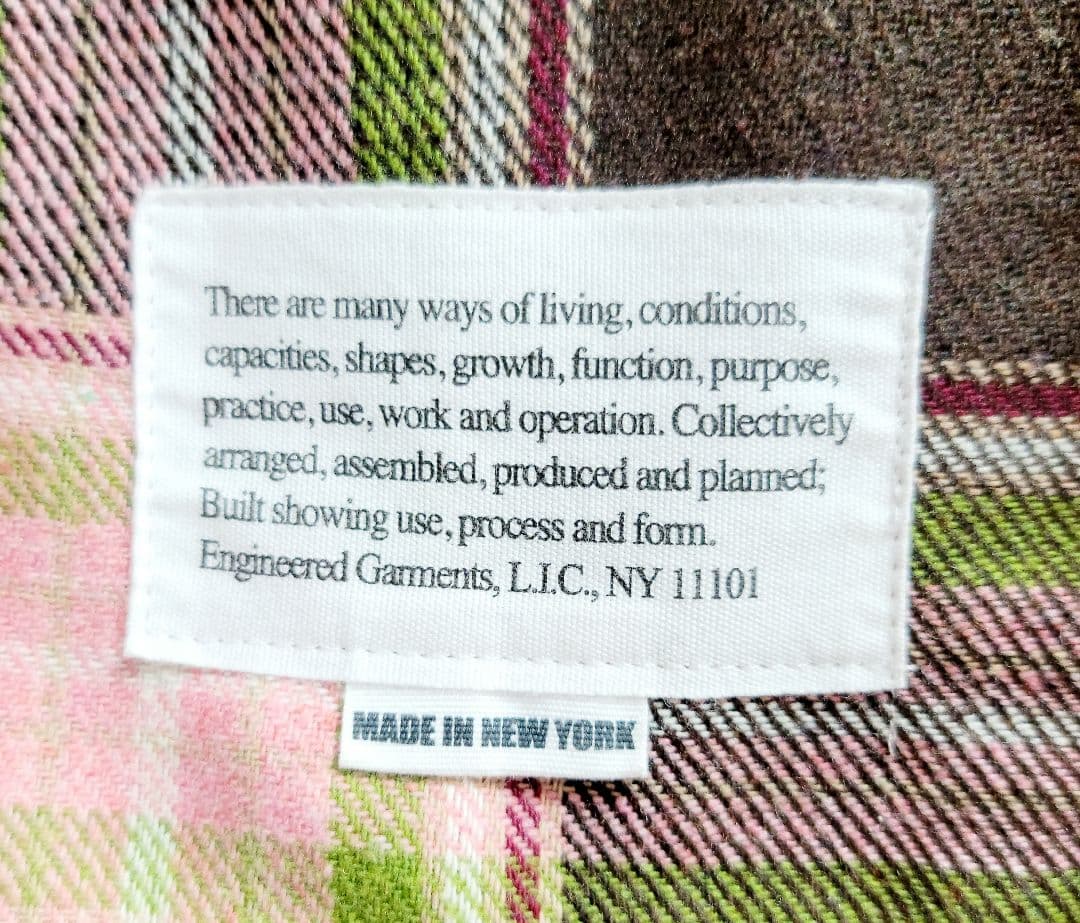 There are many ways of living, conditions,
capacities, shapes, growth, function, purpose,
practice, use, work and operation. Collectively
arranged, assembled, produced and planned;
Built showing use, process and form.
Engineered Garments, L.I.C., NY 11101
MADE IN NEW YORK